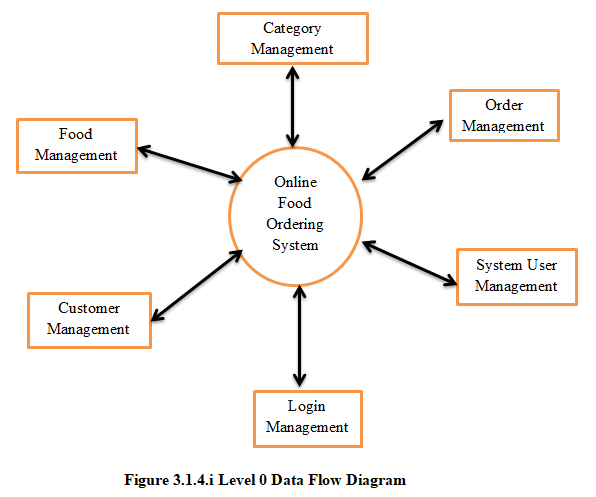 Category
Management
Order
Management
Food
Management
Online
Food
Ordering
System
System User
Management
Customer
Management
Login
Management
Figure 3.1.4.i Level 0 Data Flow Diagram